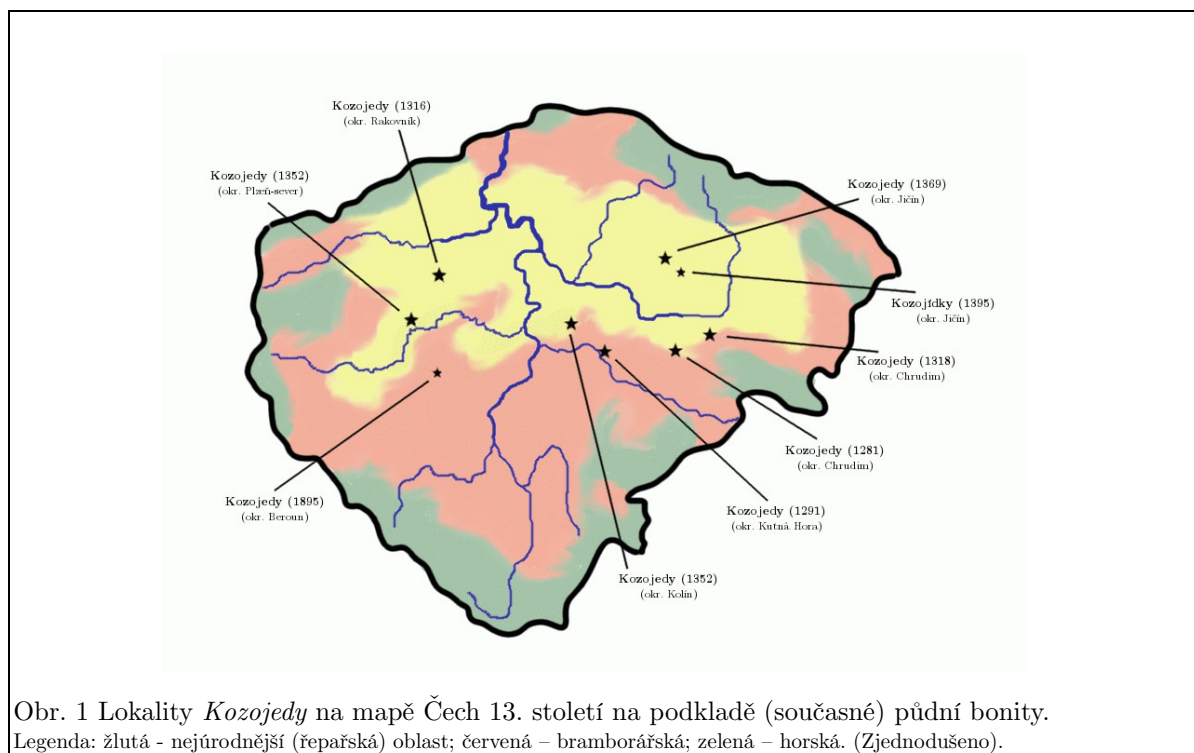 Kozojedy (1316)
(okr. Rakovník)
Kozojedy (1352)
(okr. Plzeň-sever)
Kozojedy (1369)
(okr. Jičín)
Kozojídky (1395)
(okr. Jičín)
Kozojedy (1318)
(okr. Chrudim)
Kozojedy (1281)
(okr. Chrudim)
Kozojedy (1895)
(okr. Beroun)
Kozojedy (1291)
(okr. Kutná Hora)
Kozojedy (1352)
(okr. Kolín)
Obr. 1 Lokality Kozojedy na mapě Čech 13. století na podkladě (současné) půdní bonity.
Legenda: žlutá - nejúrodnější (řepařská) oblast; červená – bramborářská; zelená – horská. (Zjednodušeno).